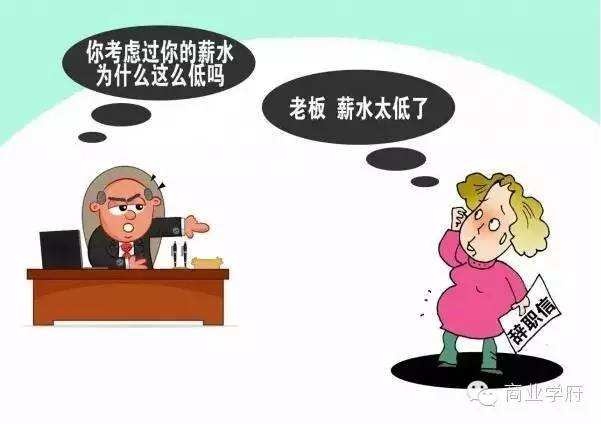 你考虑过你的薪水
为什么这么低吗
老板 薪水太低了
辞职信
商业学府